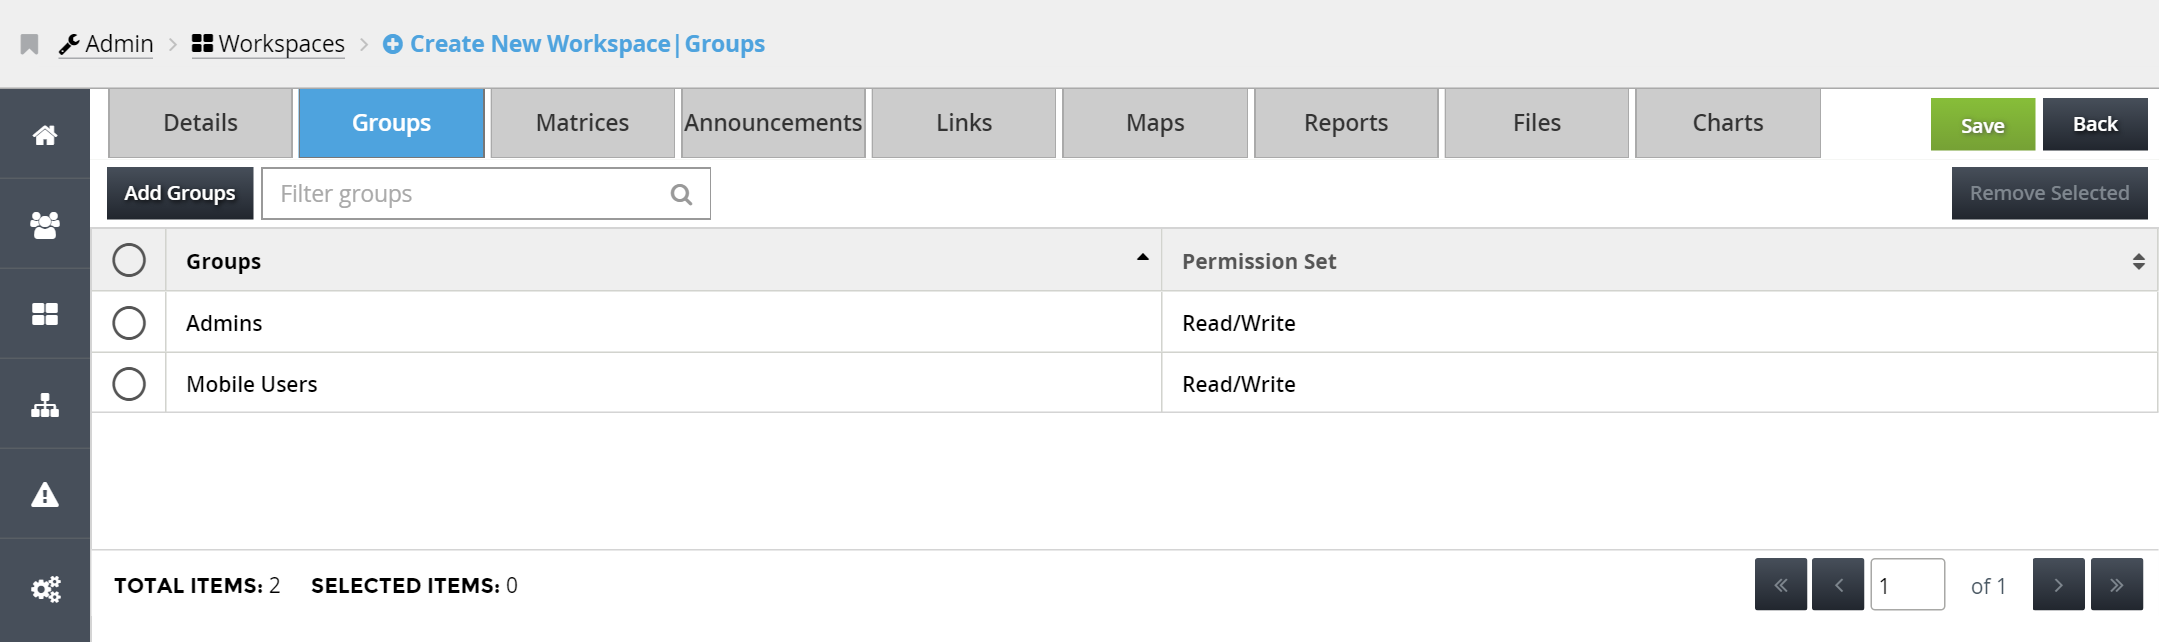 Admin > Workspaces > Create New Workspace|Groups
Details Groups Matrices Announcements Links Maps Reports Files Charts Save Back
Add Groups Filter groups Remove Selected
Groups Permission Set
Admins Read/Write
Mobile Users Read/Write
TOTAL ITEMS: 2 SELECTED ITEMS: 0 « < 1 of 1 > »